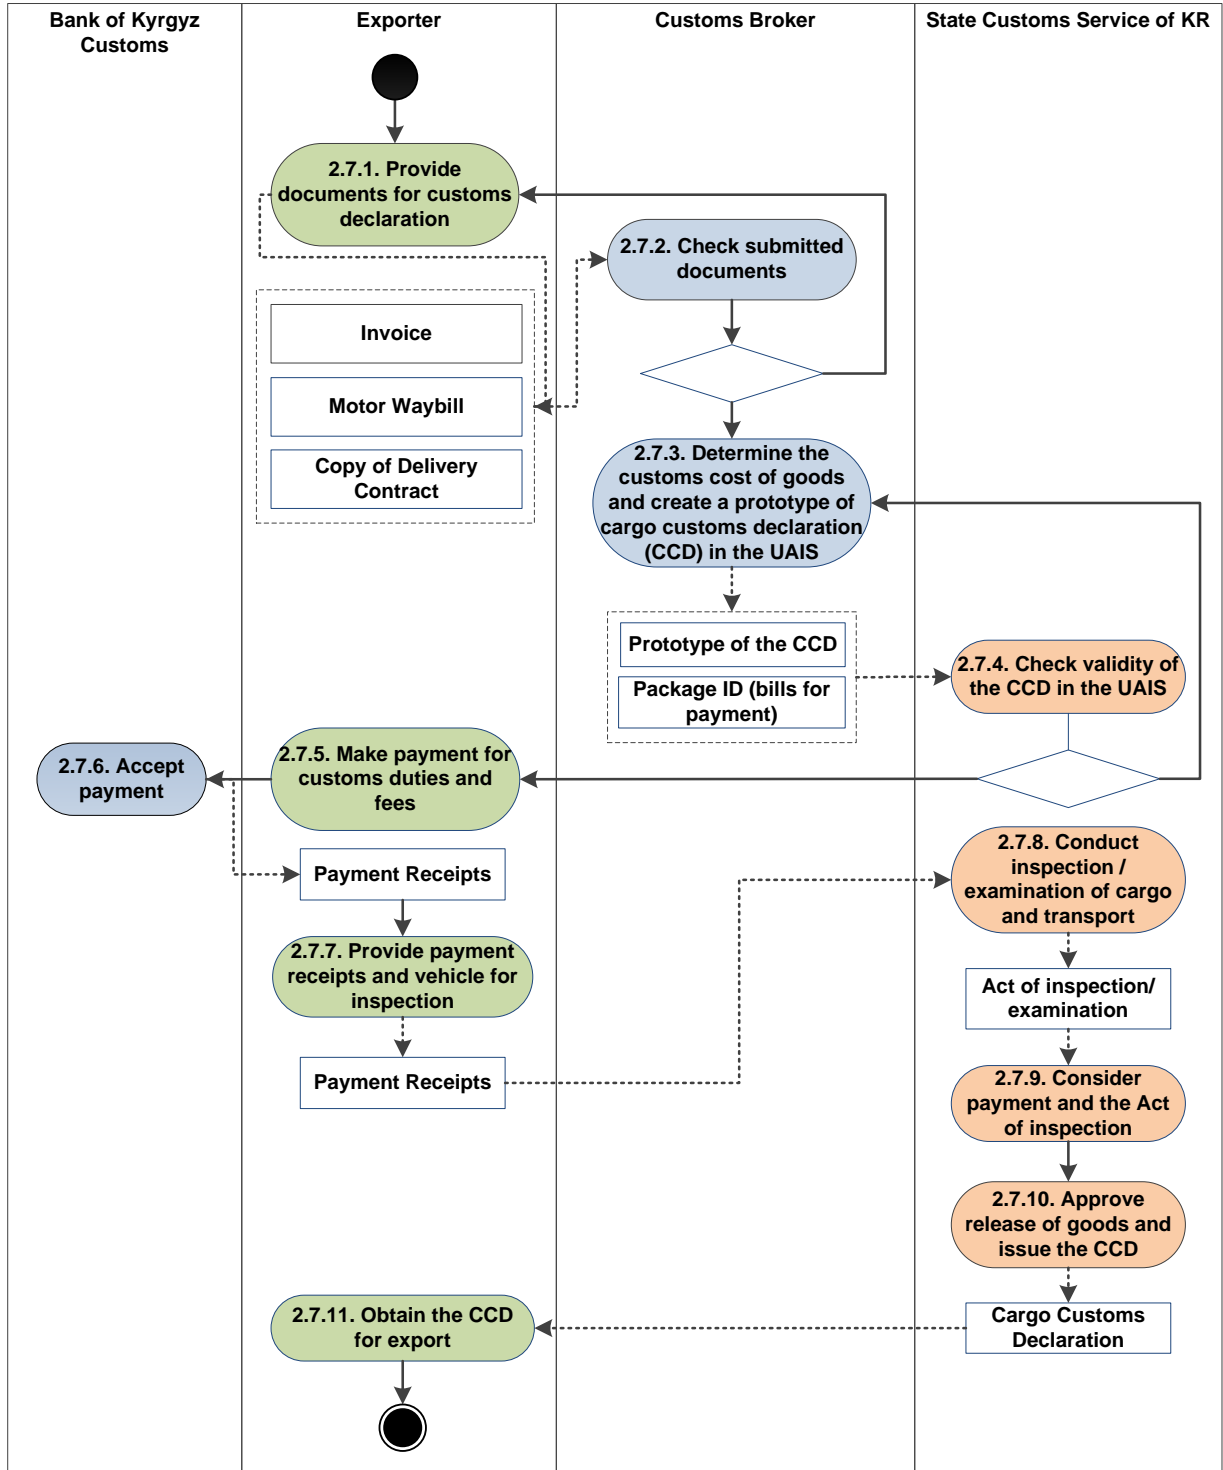 Bank of Kyrgyz
Customs
Exporter
Customs Broker
State Customs Service of KR
2.7.1. Provide
documents for customs
declaration
2.7.2. Check submitted
documents
Invoice
Motor Waybill
Copy of Delivery
Contract
2.7.3. Determine the
customs cost of goods
and create a prototype of
cargo customs declaration
(CCD) in the UAIS
Prototype of the CCD
Package ID (bills for
payment)
2.7.4. Check validity of
the CCD in the UAIS
2.7.5. Make payment for
customs duties and
fees
2.7.6. Accept
payment
Payment Receipts
2.7.7. Provide payment
receipts and vehicle for
inspection
Payment Receipts
2.7.8. Conduct
inspection /
examination of cargo
and transport
Act of inspection/
examination
2.7.9. Consider
payment and the Act
of inspection
2.7.10. Approve
release of goods and
issue the CCD
Cargo Customs
Declaration
2.7.11. Obtain the CCD
for export